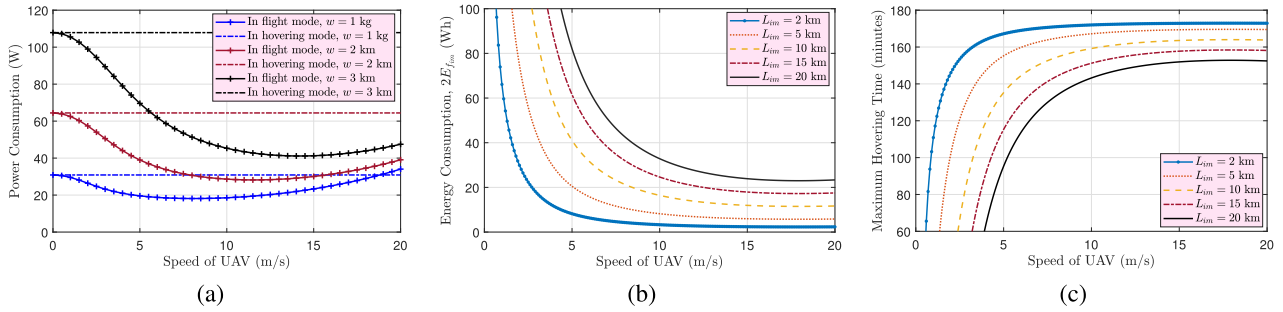 120
100
80
60
40
20
0
Power Consumption (W)
In flight mode, w = 1 kg
In hovering mode, w = 1 kg
In flight mode, w = 2 km
In hovering mode, w = 2 km
In flight mode, w = 3 km
In hovering mode, w = 3 km
0 5 10 15 20
Speed of UAV (m/s)
(a)
100
80
60
40
20
0
Energy Consumption, 2E_{f_{im}} (Wh)
L_{im} = 2 km
L_{im} = 5 km
L_{im} = 10 km
L_{im} = 15 km
L_{im} = 20 km
0 5 10 15 20
Speed of UAV (m/s)
(b)
180
160
140
120
100
80
60
Maximum Hovering Time (minutes)
L_{im} = 2 km
L_{im} = 5 km
L_{im} = 10 km
L_{im} = 15 km
L_{im} = 20 km
0 5 10 15 20
Speed of UAV (m/s)
(c)